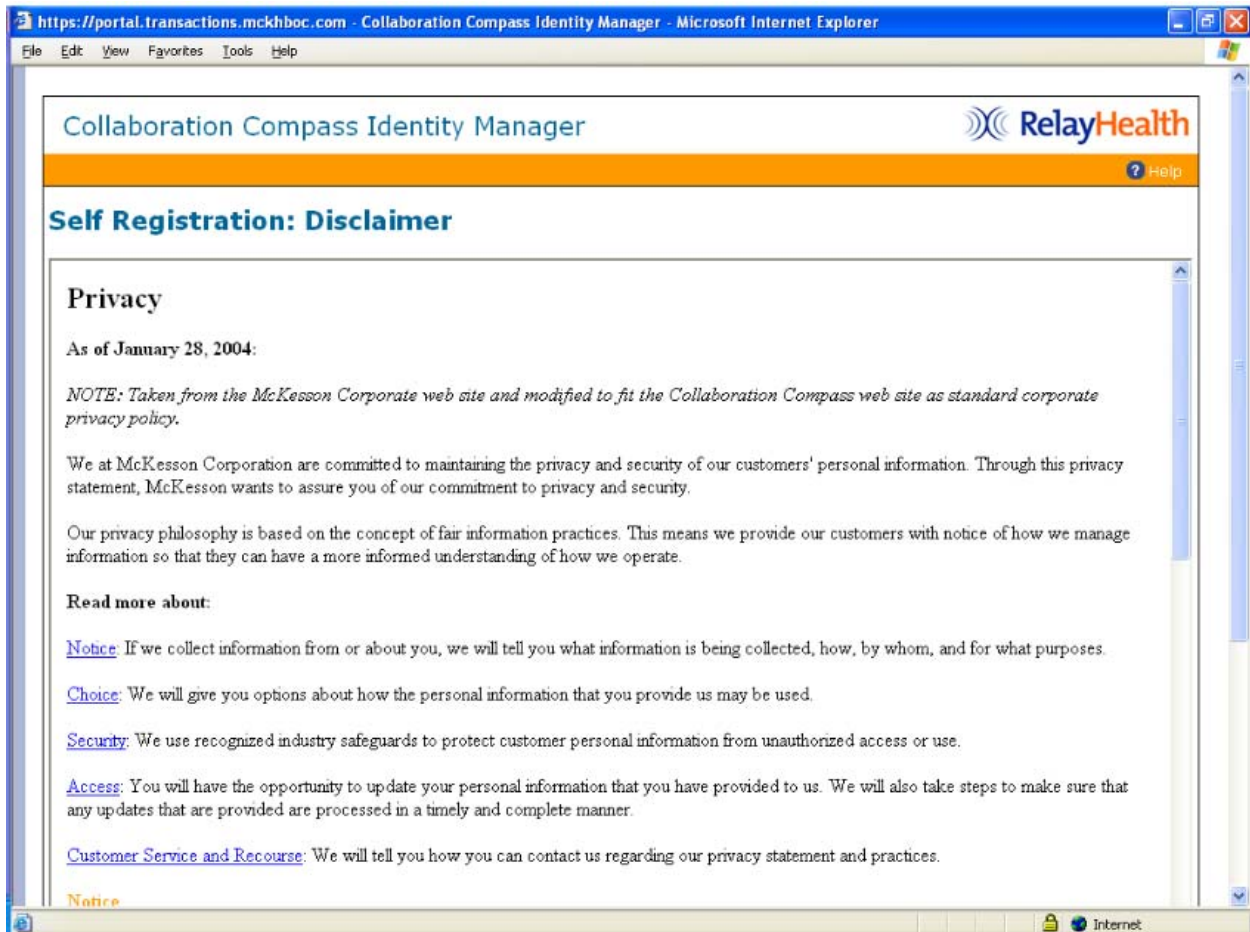 https://portal.transactions.mckhboc.com - Collaboration Compass Identity Manager - Microsoft Internet Explorer
File Edit View Favorites Tools Help
Collaboration Compass Identity Manager
RelayHealth
? Help
Self Registration: Disclaimer
Privacy
As of January 28, 2004:
NOTE: Taken from the McKesson Corporate web site and modified to fit the Collaboration Compass web site as standard corporate
privacy policy.
We at McKesson Corporation are committed to maintaining the privacy and security of our customers' personal information. Through this privacy
statement, McKesson wants to assure you of our commitment to privacy and security.
Our privacy philosophy is based on the concept of fair information practices. This means we provide our customers with notice of how we manage
information so that they can have a more informed understanding of how we operate.
Read more about:
Notice: If we collect information from or about you, we will tell you what information is being collected, how, by whom, and for what purposes.
Choice: We will give you options about how the personal information that you provide us may be used.
Security: We use recognized industry safeguards to protect customer personal information from unauthorized access or use.
Access: You will have the opportunity to update your personal information that you have provided to us. We will also take steps to make sure that
any updates that are provided are processed in a timely and complete manner.
Customer Service and Recourse: We will tell you how you can contact us regarding our privacy statement and practices.
Notice
Internet